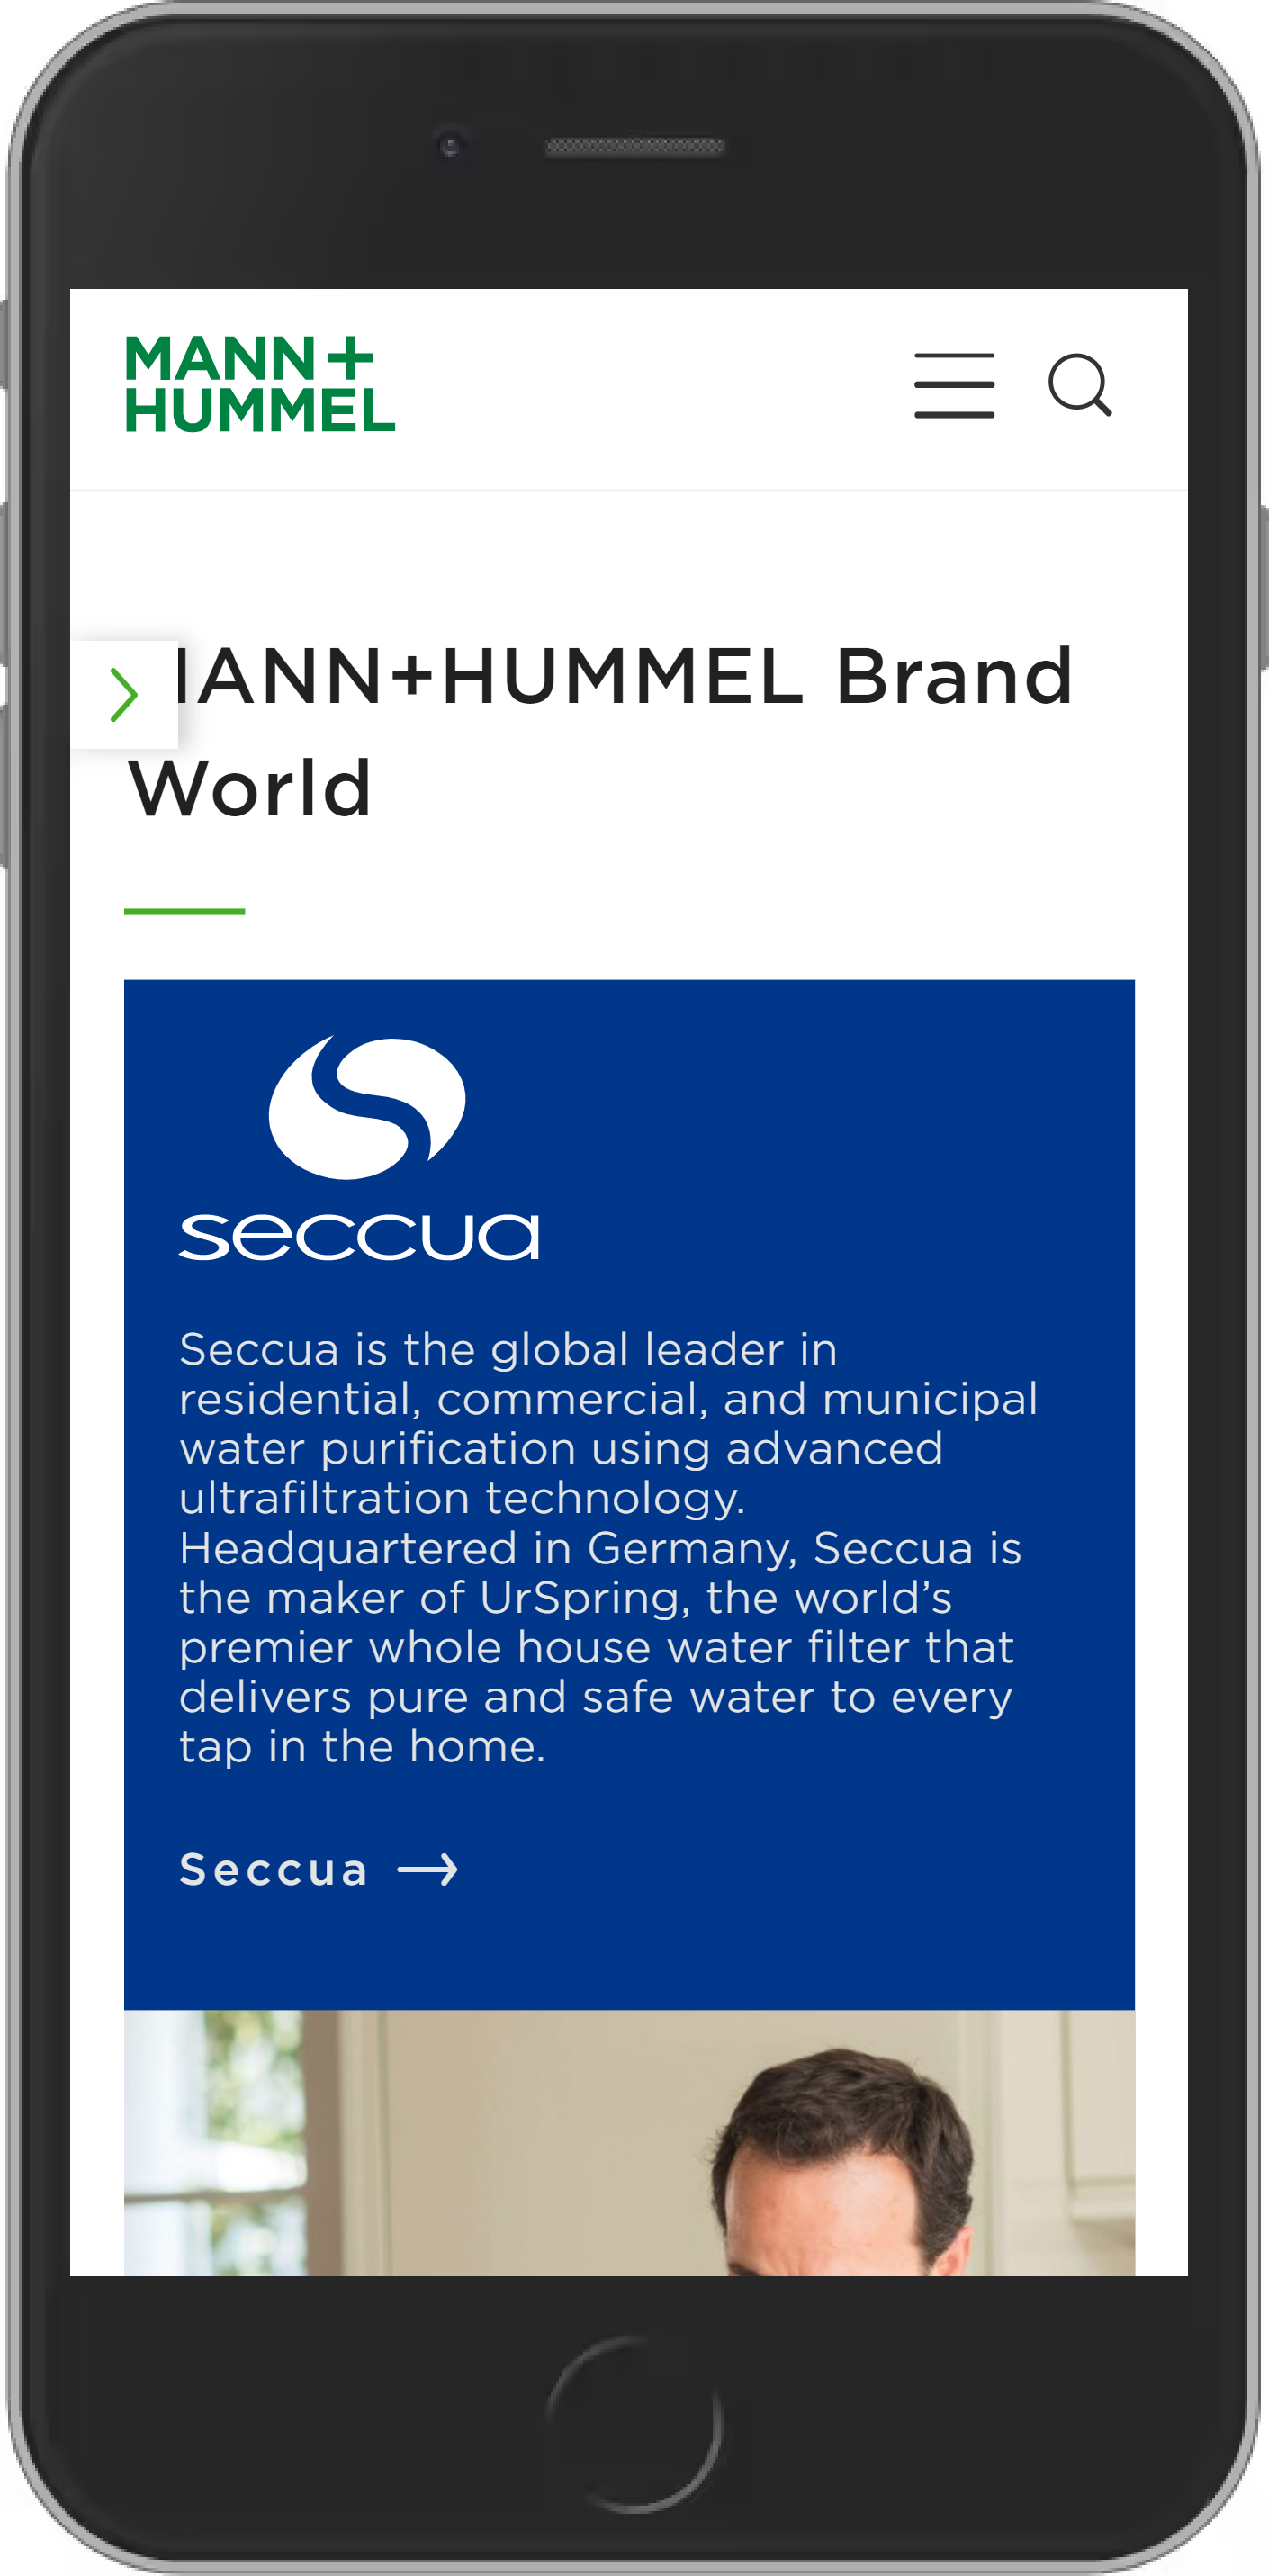 MANN+
HUMMEL
MANN+HUMMEL Brand
World
seccua
Seccua is the global leader in
residential, commercial, and municipal
water purification using advanced
ultrafiltration technology.
Headquartered in Germany, Seccua is
the maker of UrSpring, the world’s
premier whole house water filter that
delivers pure and safe water to every
tap in the home.
Seccua →